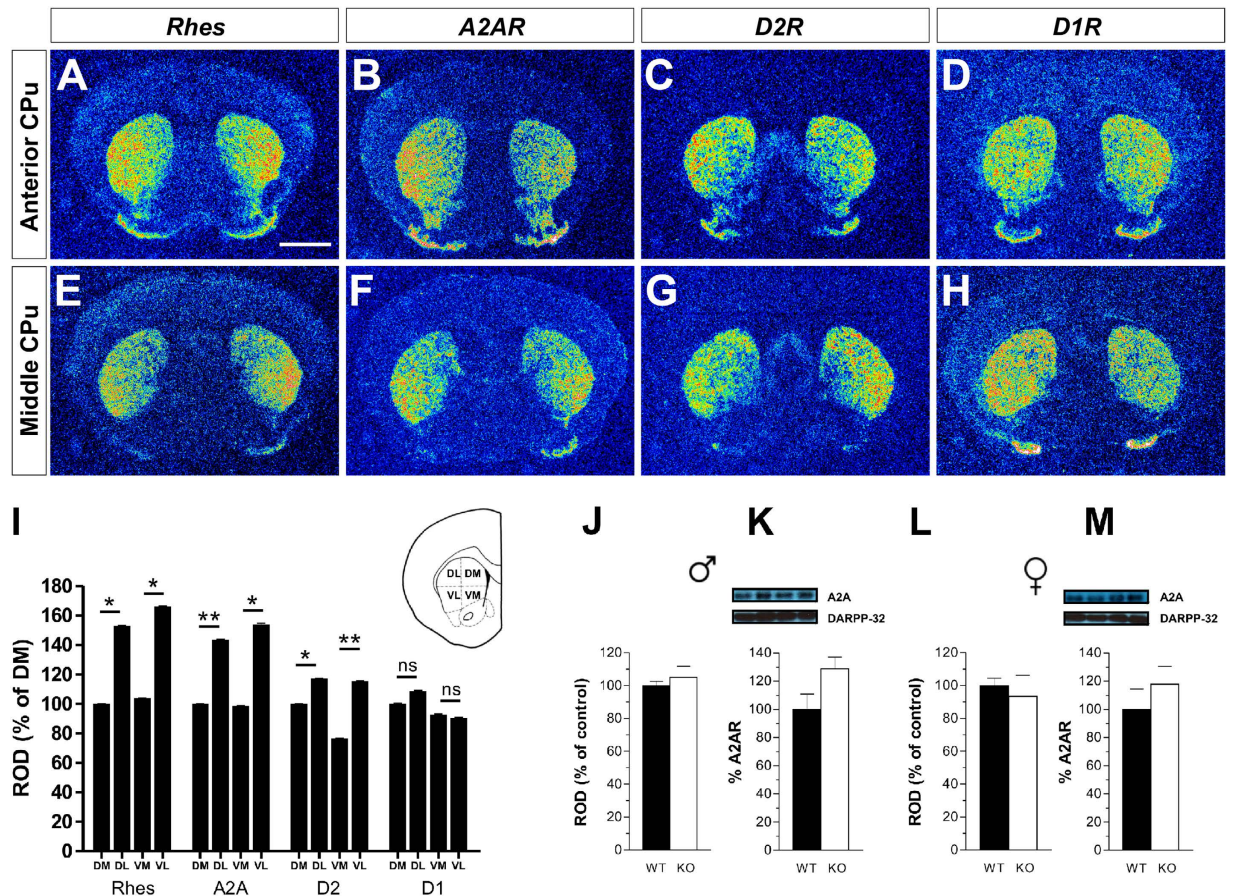 Rhes A2AR D2R D1R
Anterior CPu
A B C D
Middle CPu
E F G H
I
ROD (% of DM)
180
160
140
120
100
80
60
40
20
0
* * ** * * ** ns ns
DL DM
VL VM
DM DL VM VL DM DL VM VL DM DL VM VL DM DL VM VL
Rhes A2A D2 D1
J K L M
♂
A2A
DARPP-32
♀
A2A
DARPP-32
ROD (% of control)
120
100
80
60
40
20
0
WT KO
% A2AR
140
120
100
80
60
40
20
0
WT KO
ROD (% of control)
120
100
80
60
40
20
0
WT KO
% A2AR
140
120
100
80
60
40
20
0
WT KO